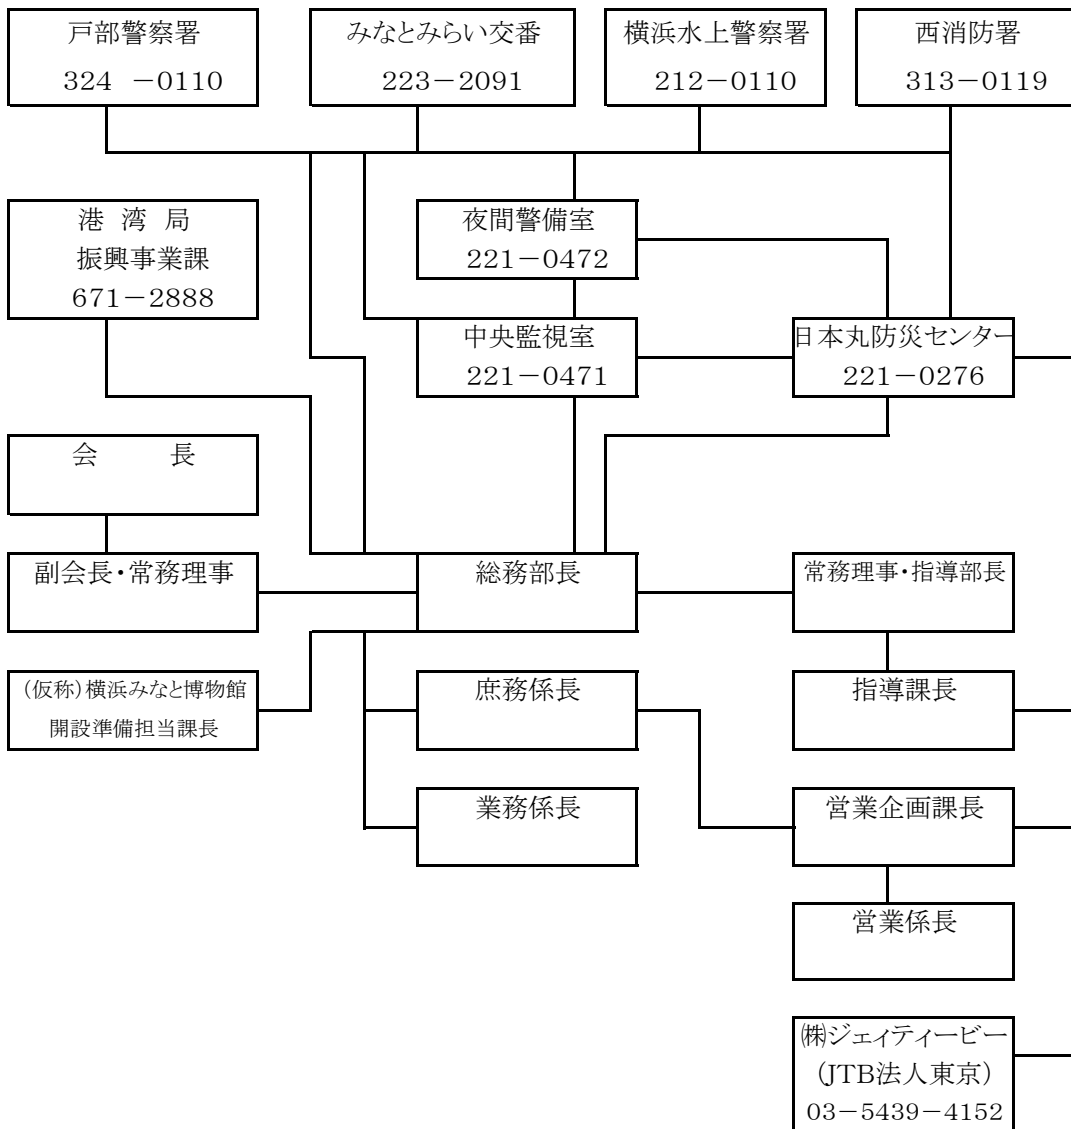 戸部警察署
324 -0110
みなとみらい交番
223-2091
横浜水上警察署
212-0110
西消防署
313-0119
港 湾 局
振興事業課
671-2888
夜間警備室
221-0472
中央監視室
221-0471
日本丸防災センター
221-0276
会 長
副会長・常務理事
総務部長
常務理事・指導部長
(仮称)横浜みなと博物館
開設準備担当課長
庶務係長
指導課長
業務係長
営業企画課長
営業係長
㈱ジェイティービー
(JTB法人東京)
03-5439-4152